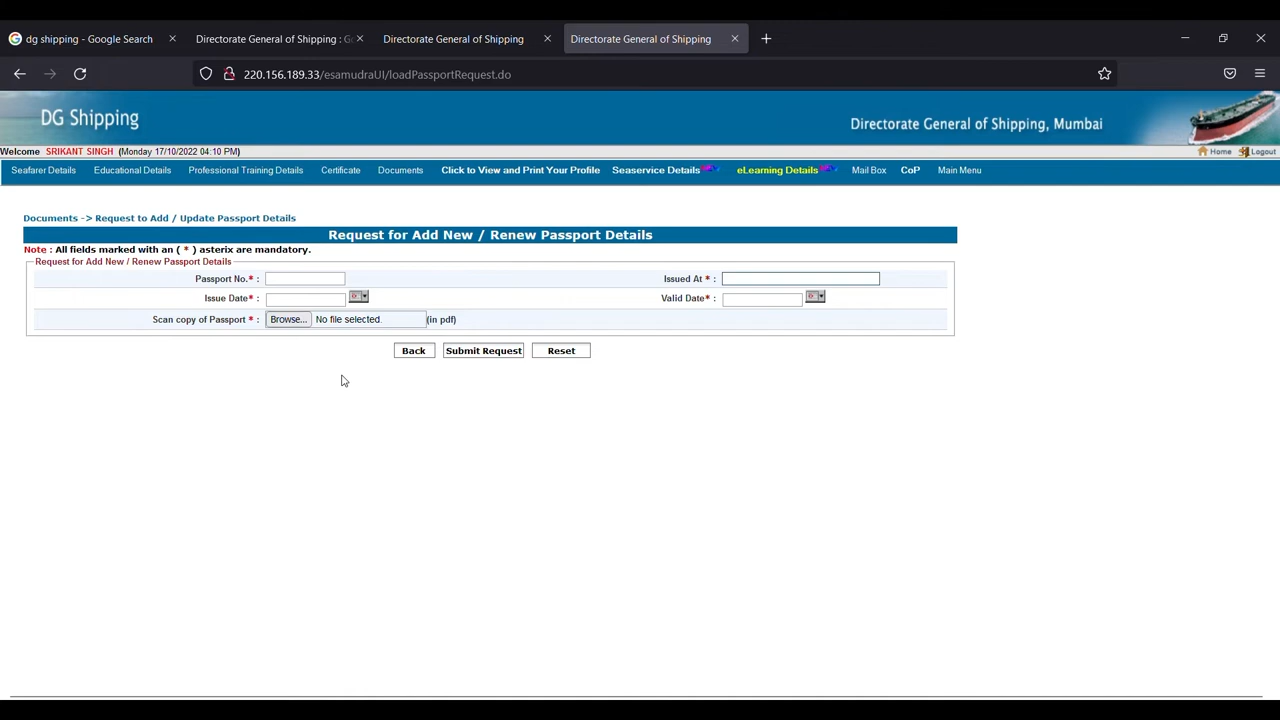 dg shipping - Google Search
Directorate General of Shipping : Go
Directorate General of Shipping
Directorate General of Shipping
220.156.189.33/esamudraUI/loadPassportRequest.do
DG Shipping
Directorate General of Shipping, Mumbai
Welcome SRIKANT SINGH (Monday 17/10/2022 04:10 PM)
Home Logout
Seafarer Details Educational Details Professional Training Details Certificate Documents Click to View and Print Your Profile Seaservice Details eLearning Details Mail Box CoP Main Menu
Documents -> Request to Add / Update Passport Details
Request for Add New / Renew Passport Details
Note : All fields marked with an ( * ) asterix are mandatory.
Request for Add New / Renew Passport Details
Passport No.* : Issued At * :
Issue Date* : Valid Date* :
Scan copy of Passport * : Browse... No file selected. (in pdf)
Back Submit Request Reset